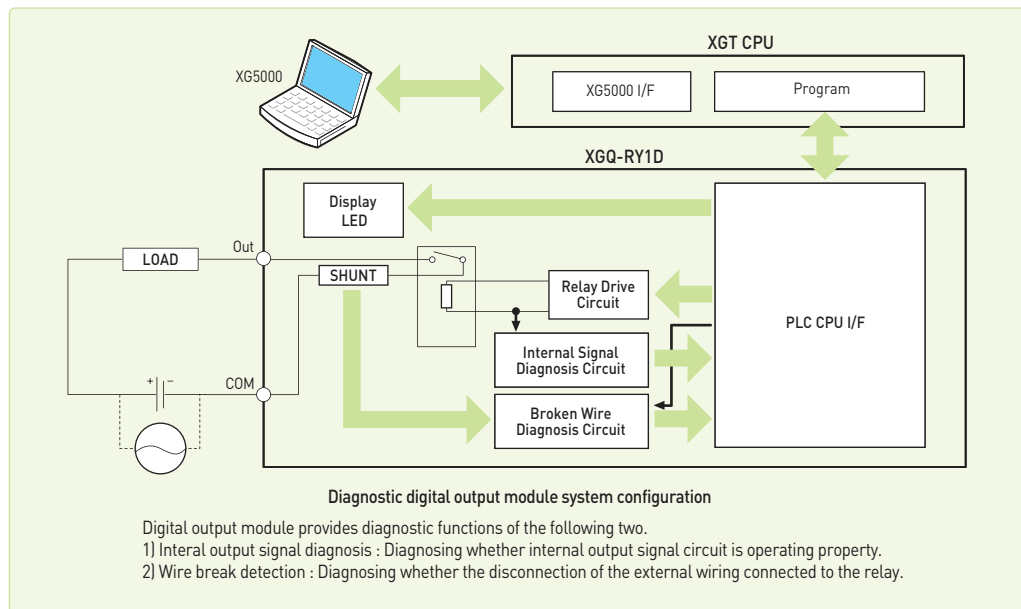 XGT CPU
XG5000
XG5000 I/F
Program
XGQ-RY1D
Display
LED
Out
LOAD
SHUNT
Relay Drive
Circuit
PLC CPU I/F
Internal Signal
Diagnosis Circuit
COM
+ −
Broken Wire
Diagnosis Circuit
Diagnostic digital output module system configuration
Digital output module provides diagnostic functions of the following two.
1) Interal output signal diagnosis : Diagnosing whether internal output signal circuit is operating property.
2) Wire break detection : Diagnosing whether the disconnection of the external wiring connected to the relay.